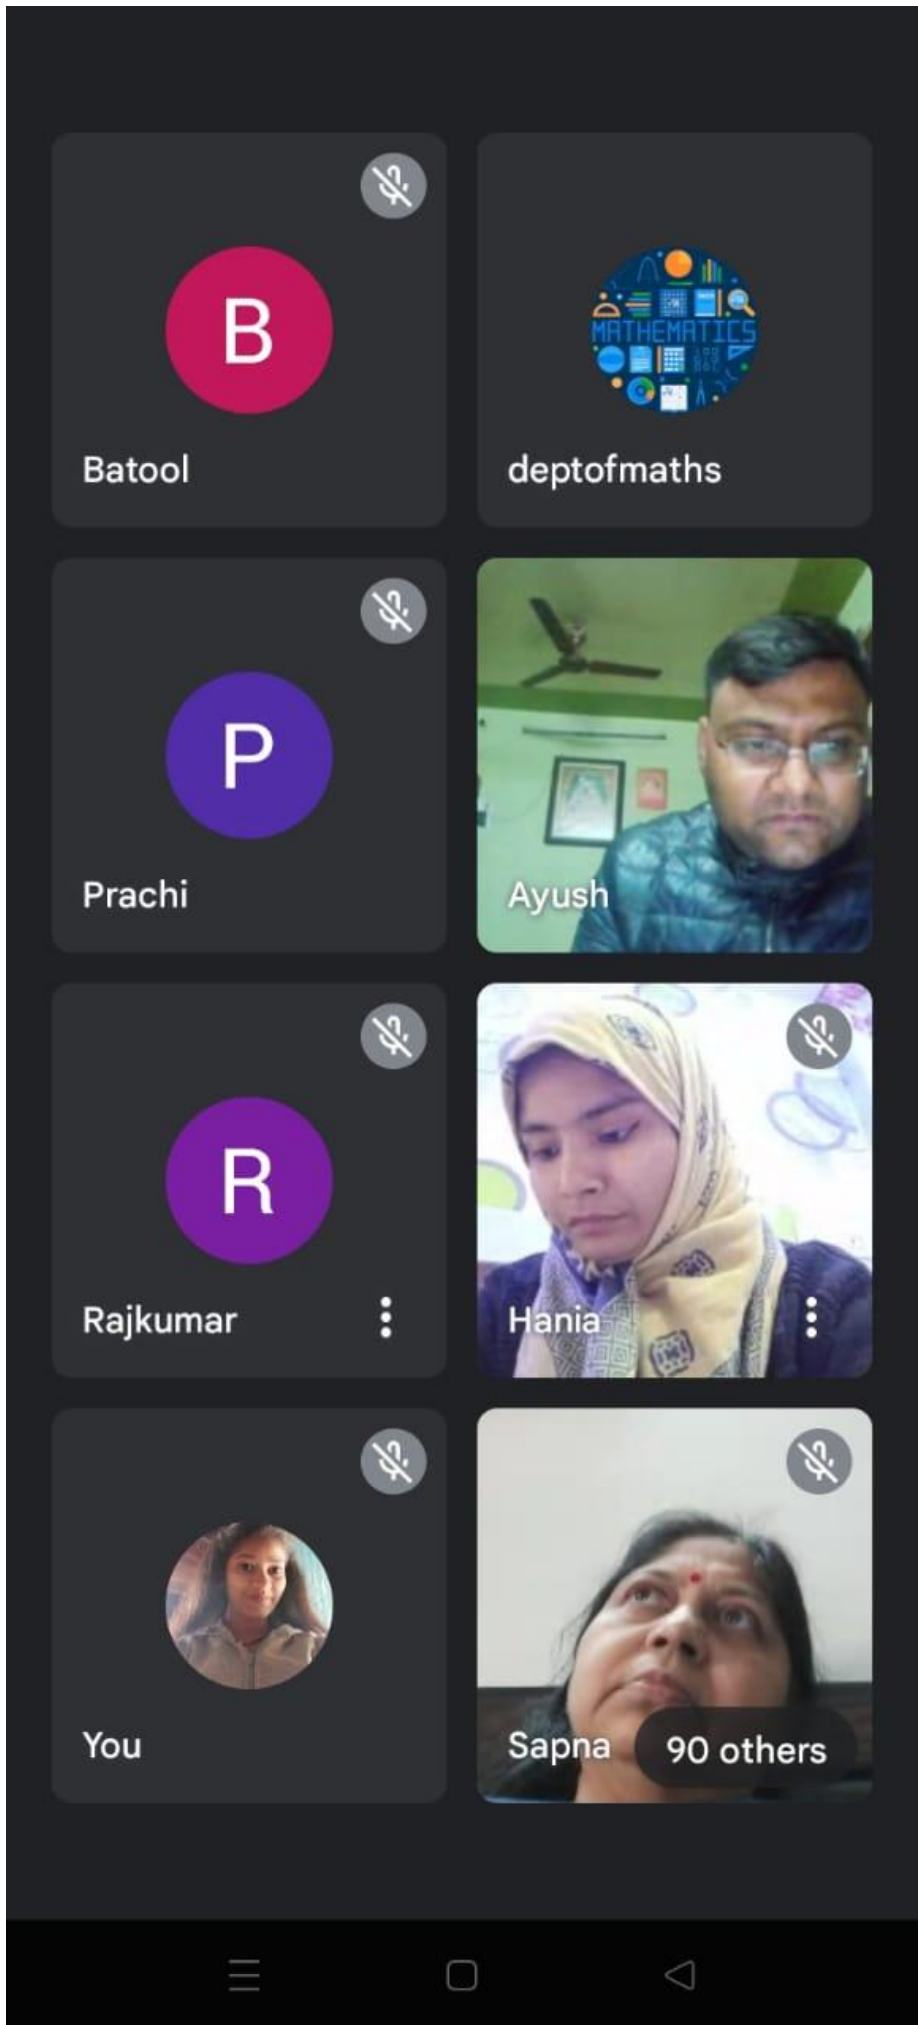 B
Batool
MATHEMATICS
deptofmaths
P
Prachi
Ayush
R
Rajkumar
Hania
You
Sapna
90 others